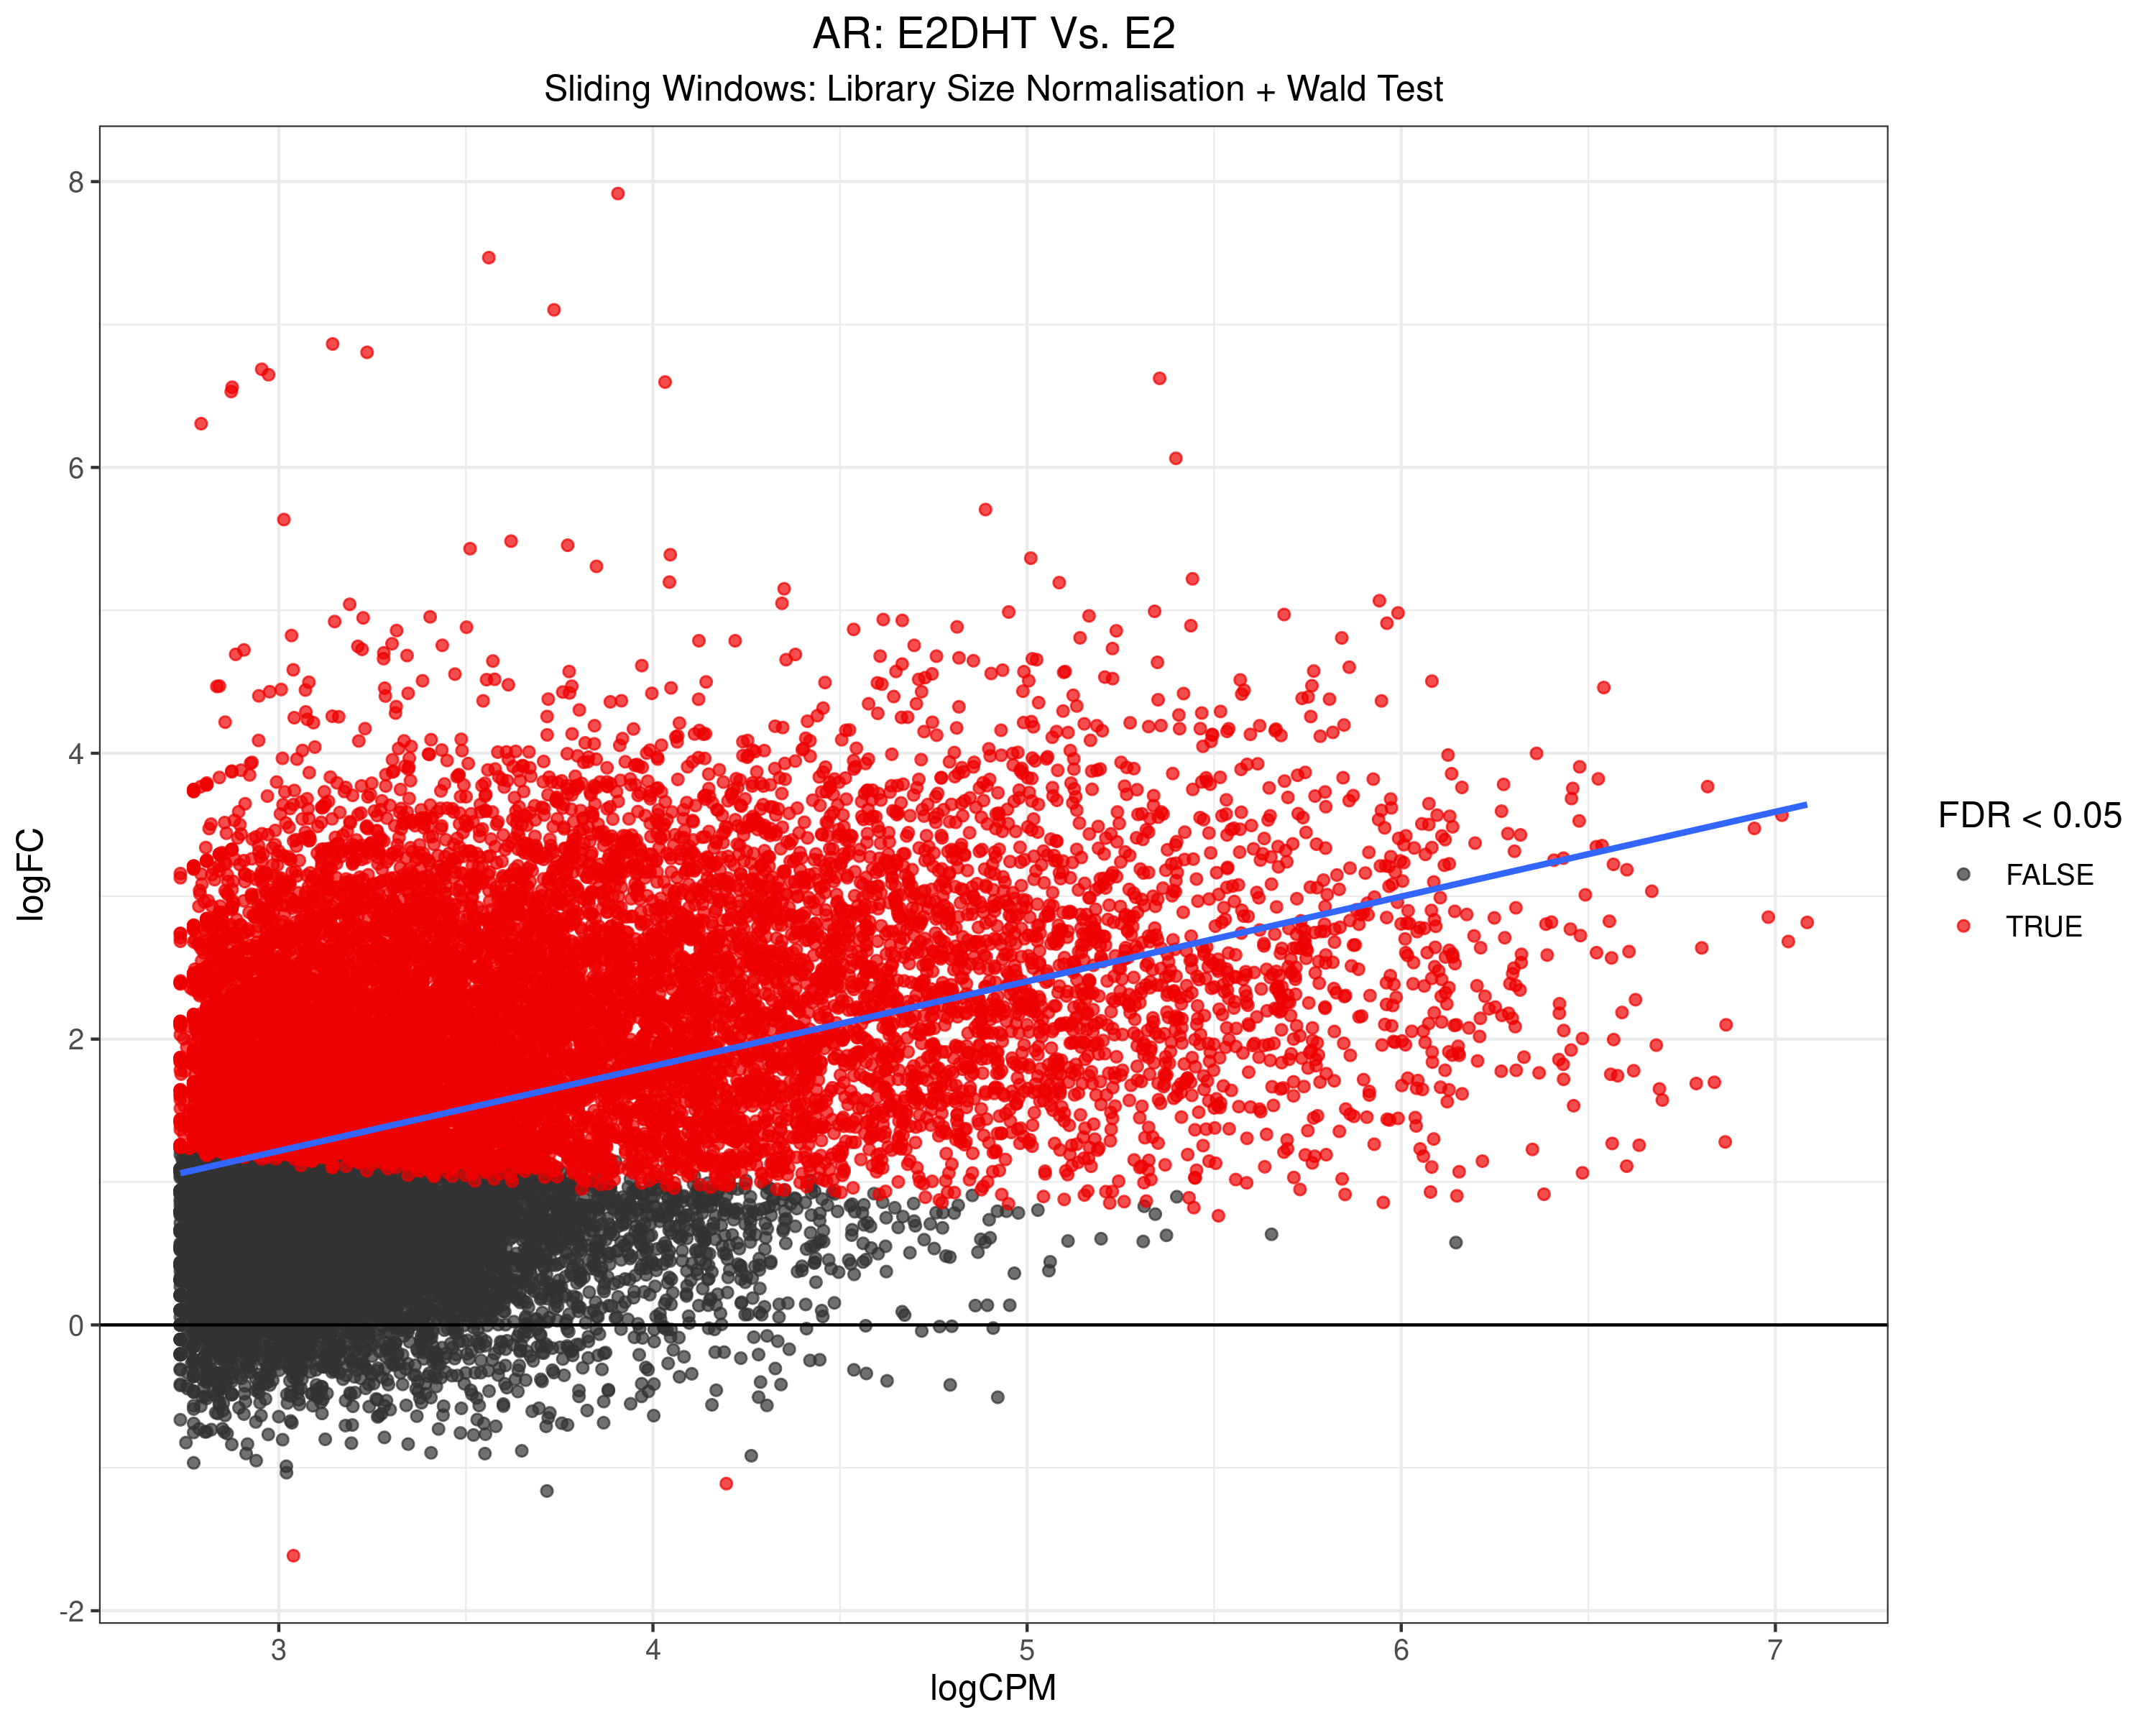 AR: E2DHT Vs. E2
Sliding Windows: Library Size Normalisation + Wald Test
8
6
4
2
0
-2
logFC
3 4 5 6 7
logCPM
FDR < 0.05
FALSE
TRUE